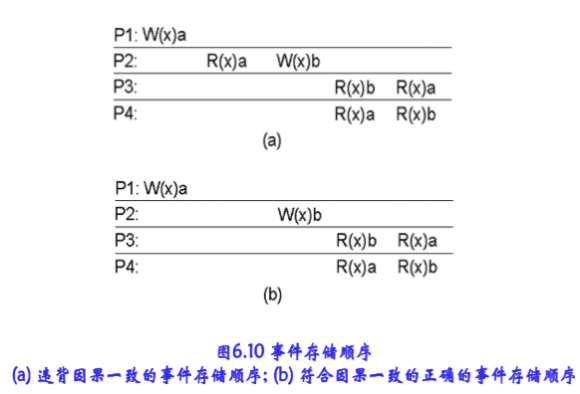 P1: W(x)a
P2: R(x)a W(x)b
P3: R(x)b R(x)a
P4: R(x)a R(x)b
(a)
P1: W(x)a
P2: W(x)b
P3: R(x)b R(x)a
P4: R(x)a R(x)b
(b)
图6.10 事件存储顺序
(a) 违背因果一致的事件存储顺序; (b) 符合因果一致的正确的事件存储顺序